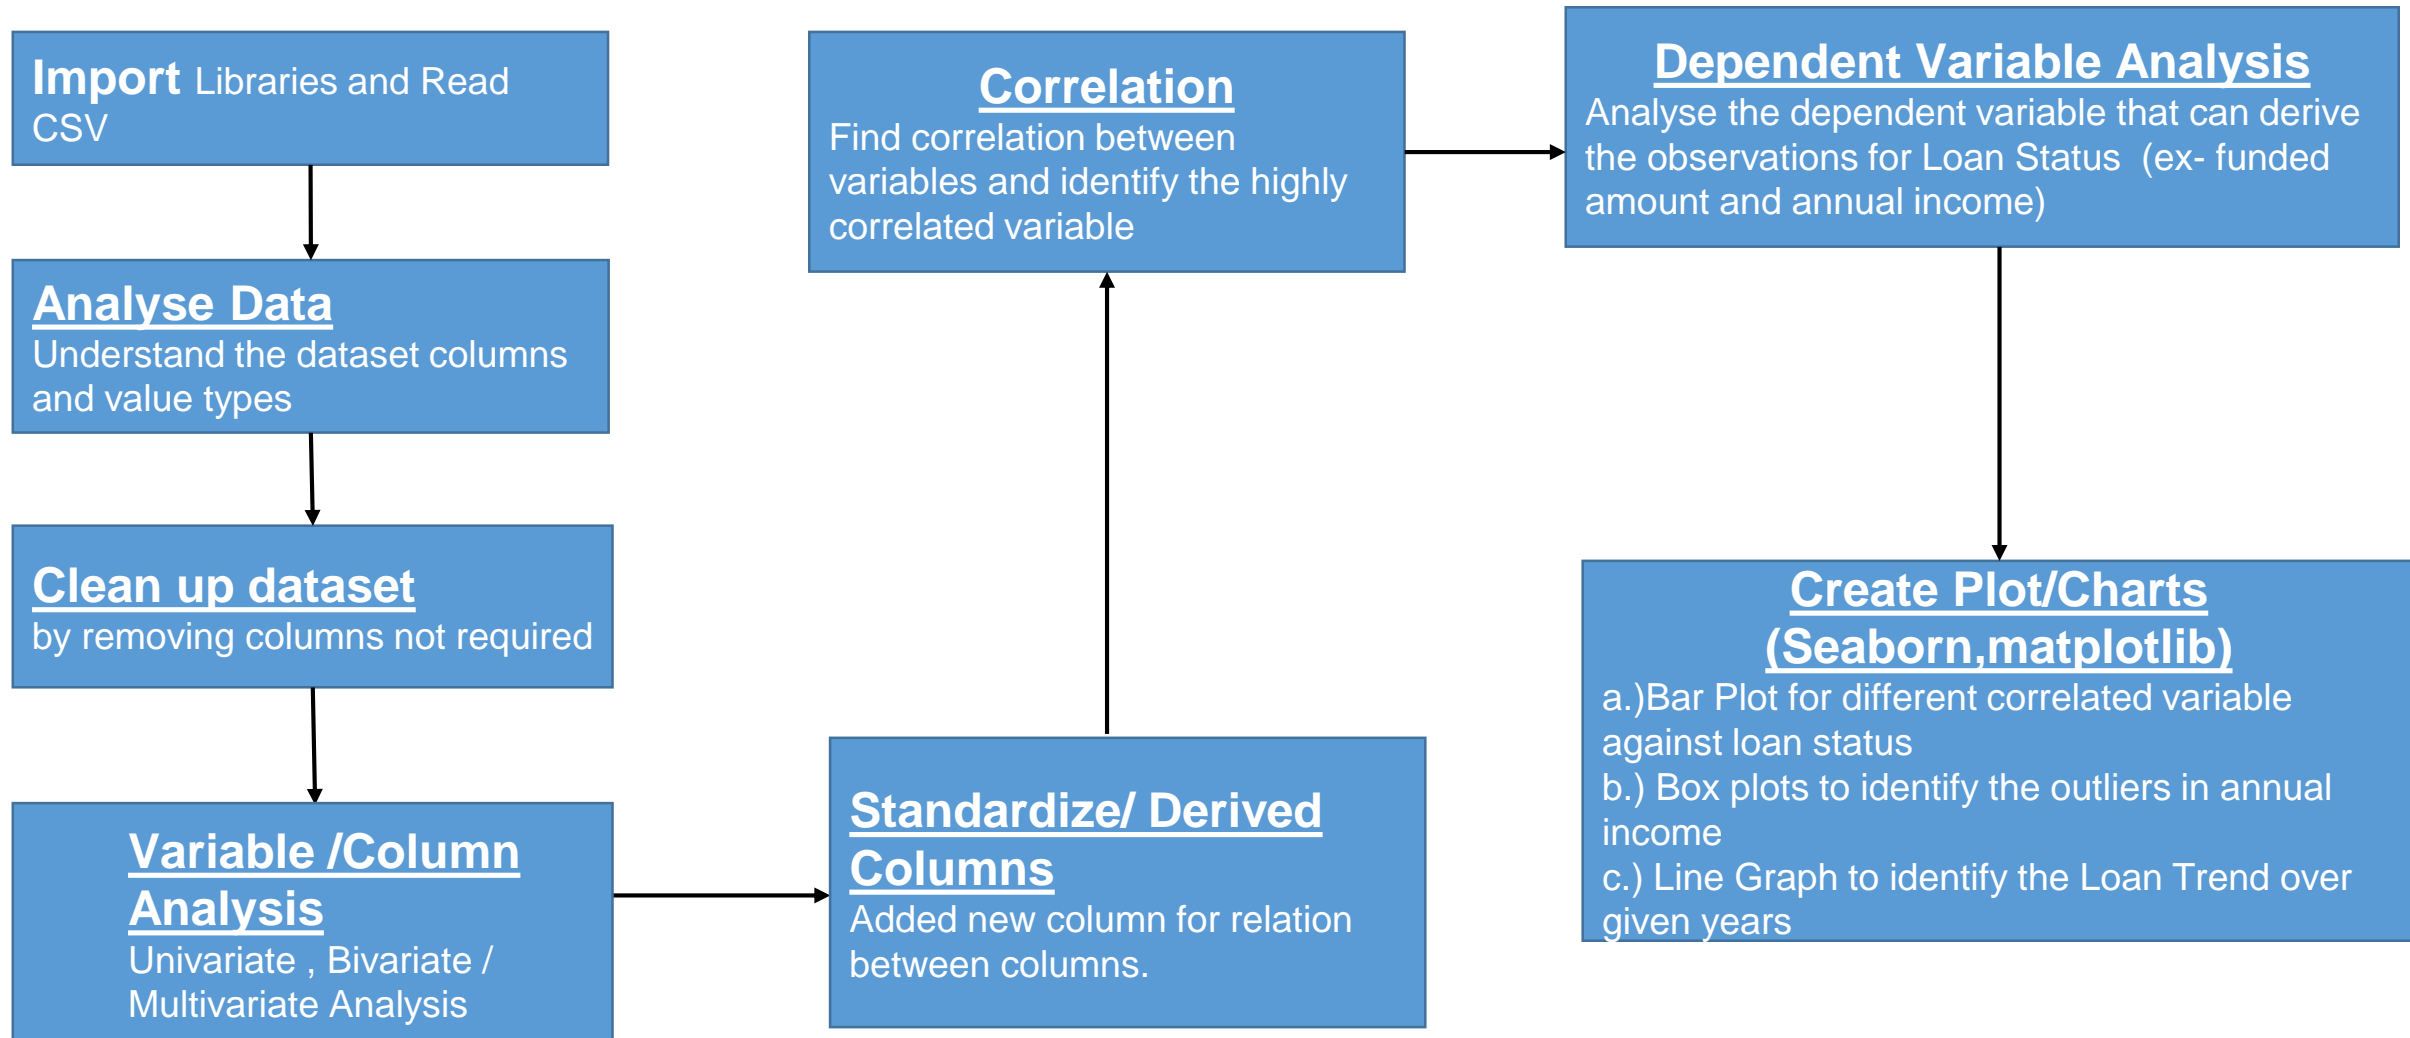 Import Libraries and Read
CSV
Analyse Data
Understand the dataset columns
and value types
Clean up dataset
by removing columns not required
Variable /Column
Analysis
Univariate , Bivariate /
Multivariate Analysis
Standardize/ Derived
Columns
Added new column for relation
between columns.
Correlation
Find correlation between
variables and identify the highly
correlated variable
Dependent Variable Analysis
Analyse the dependent variable that can derive
the observations for Loan Status  (ex- funded
amount and annual income)
Create Plot/Charts
(Seaborn,matplotlib)
a.)Bar Plot for different correlated variable
against loan status
b.) Box plots to identify the outliers in annual
income
c.) Line Graph to identify the Loan Trend over
given years